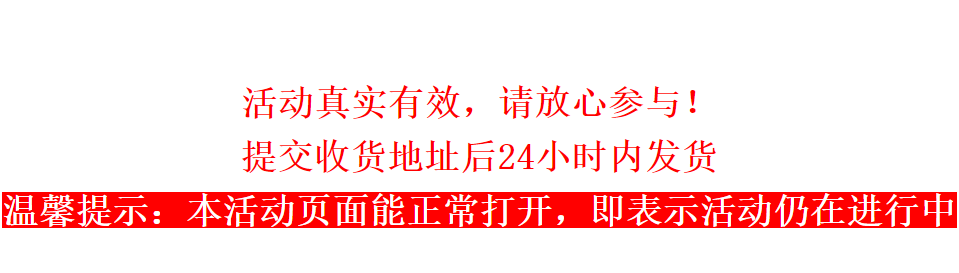 活动真实有效，请放心参与！
提交收货地址后24小时内发货
温馨提示：本活动页面能正常打开，即表示活动仍在进行中